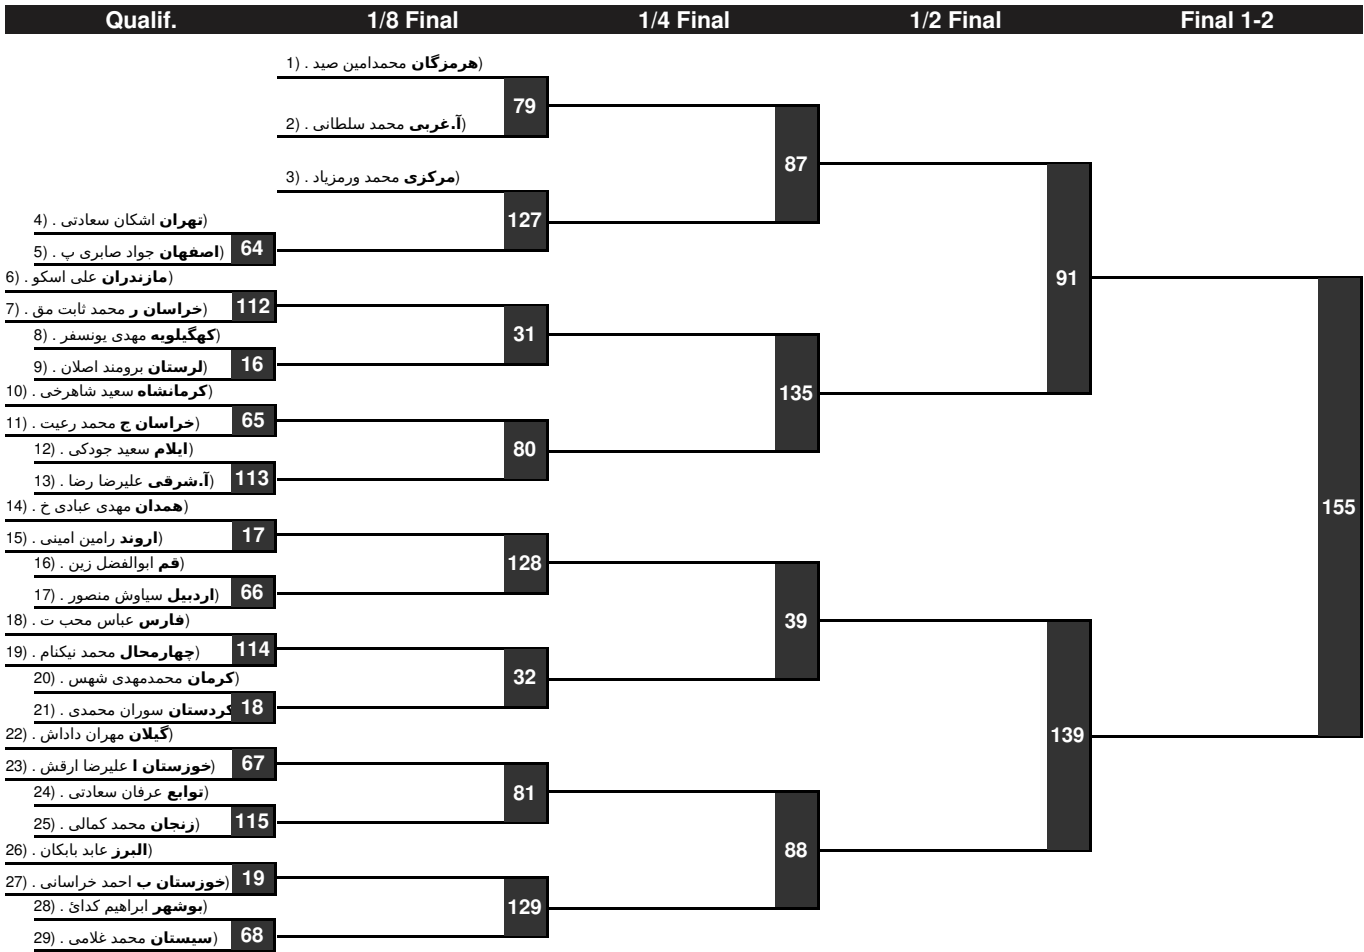 Qualif. 1/8 Final 1/4 Final 1/2 Final Final 1-2
1) . محمدامین صید (هرمزگان)
79
2) . محمد سلطانی (آ.غربی)
87
3) . محمد ورمزیاد (مرکزی)
127
4) . اشکان سعادتی (تهران)
64
5) . جواد صابری پ (اصفهان)
6) . علی اسکو (مازندران)
91
112
7) . محمد ثابت مق (خراسان ر)
31
8) . مهدی یونسفر (کهگیلویه)
16
9) . برومند اصلان (لرستان)
10) . سعید شاهرخی (کرمانشاه)
135
65
11) . محمد رعیت (خراسان ج)
80
12) . سعید جودکی (ایلام)
113
13) . علیرضا رضا (آ.شرقی)
14) . مهدی عبادی خ (همدان)
155
17
15) . رامین امینی (اروند)
128
16) . ابوالفضل زین (قم)
66
17) . سیاوش منصور (اردبیل)
18) . عباس محب ت (فارس)
39
114
19) . محمد نیکنام (چهارمحال)
32
20) . محمدمهدی شهس (کرمان)
18
21) . سوران محمدی (کردستان
22) . مهران داداش (گیلان)
139
67
23) . علیرضا ارقش (خوزستان ا)
81
24) . عرفان سعادتی (توابع)
115
25) . محمد کمالی (زنجان)
26) . عابد بابکان (البرز)
88
19
27) . احمد خراسانی (خوزستان ب)
129
28) . ابراهیم کدائ (بوشهر)
68
29) . محمد غلامی (سیستان)